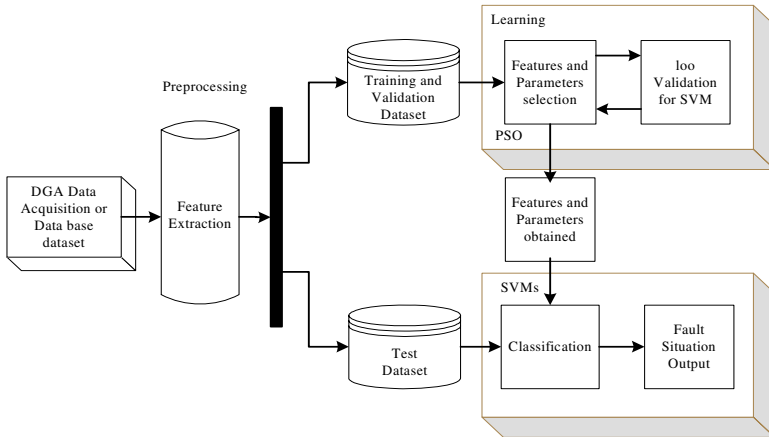 Preprocessing
DGA Data
Acquisition or
Data base
dataset
Feature
Extraction
Training and
Validation
Dataset
Test
Dataset
Learning
Features and
Parameters
selection
loo
Validation
for SVM
PSO
Features and
Parameters
obtained
SVMs
Classification
Fault
Situation
Output